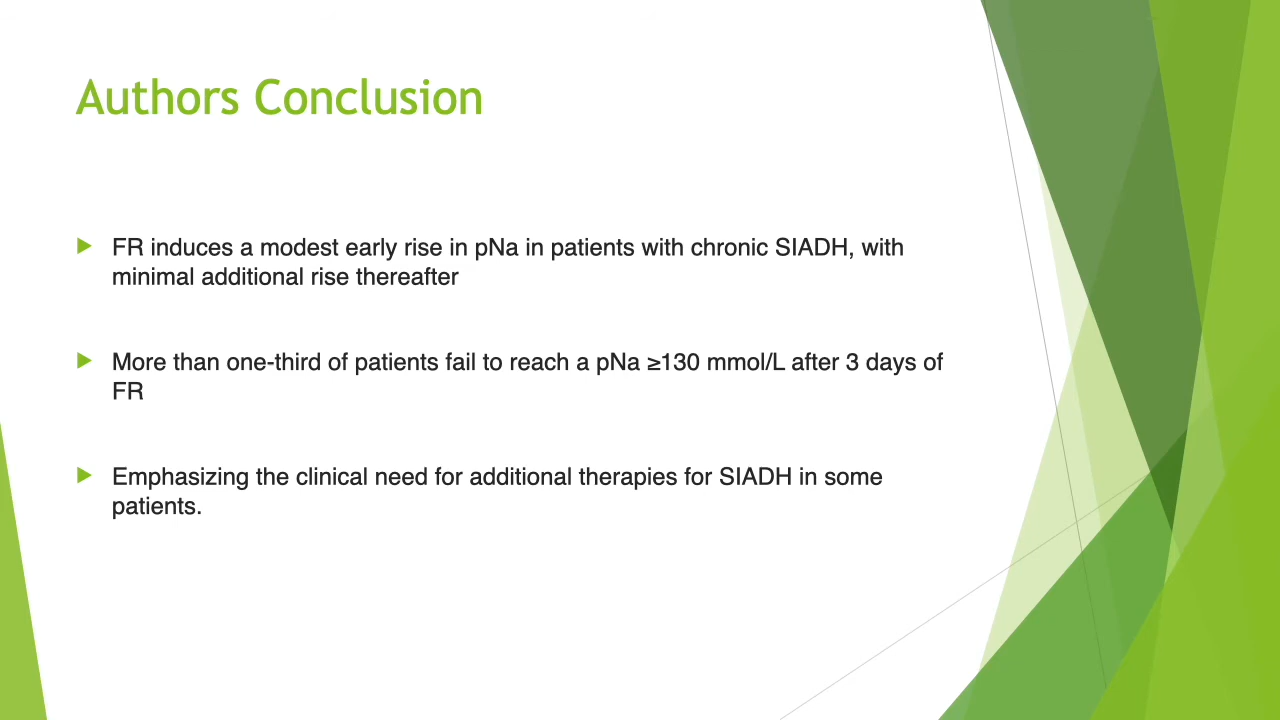 Authors Conclusion
FR induces a modest early rise in pNa in patients with chronic SIADH, with
minimal additional rise thereafter
More than one-third of patients fail to reach a pNa ≥130 mmol/L after 3 days of
FR
Emphasizing the clinical need for additional therapies for SIADH in some
patients.